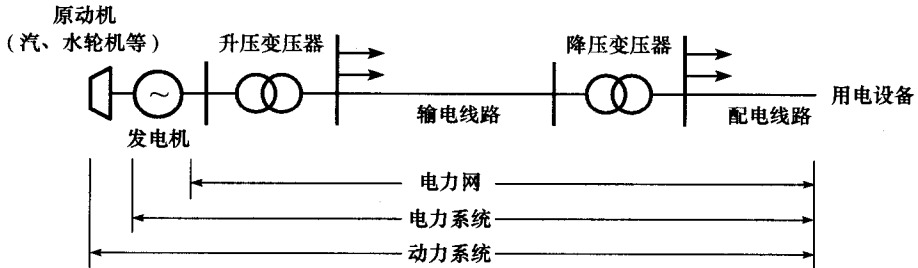 原动机
（汽、水轮机等）
升压变压器
降压变压器
~
发电机
输电线路
配电线路
用电设备
电力网
电力系统
动力系统